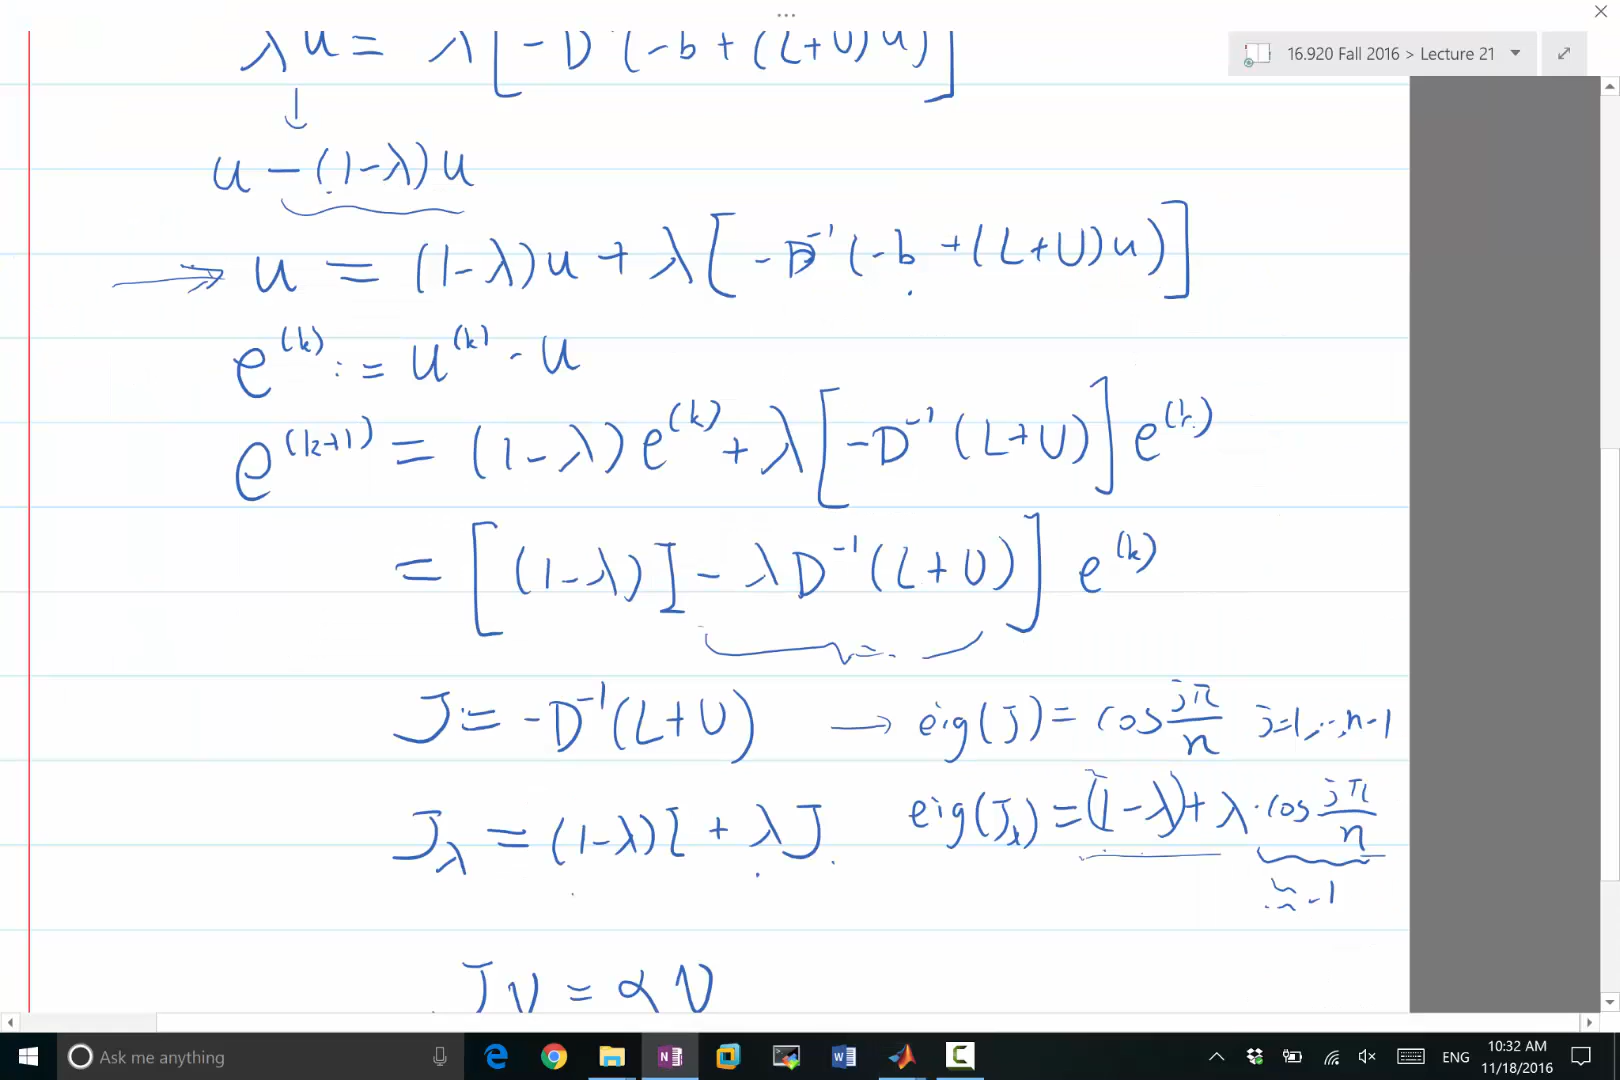 16.920 Fall 2016 > Lecture 21
λu = λ[-D (-b + (L+U)u)]
↓
u - (1-λ)u
⟹ u = (1-λ)u + λ[-D⁻¹(-b + (L+U)u)]
e^(k) := u^(k) - u
e^(k+1) = (1-λ)e^(k) + λ[-D⁻¹(L+U)]e^(k)
= [(1-λ)I - λD⁻¹(L+U)] e^(k)
J := -D⁻¹(L+U) → eig(J) = cos jπ/n j=1,...,n-1
J_λ = (1-λ)I + λJ. eig(J_λ) = (1-λ) + λ·cos jπ/n
≈ -1
Jv = αv
Ask me anything
ENG
10:32 AM
11/18/2016